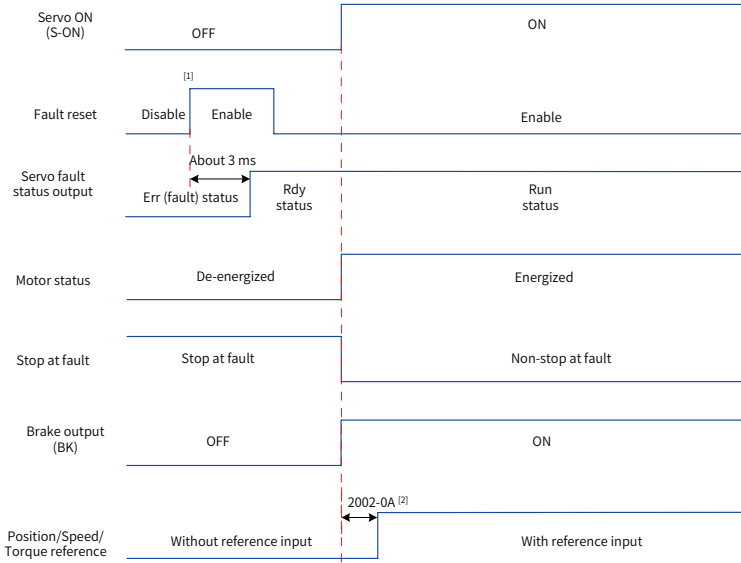 Servo ON
(S-ON)
OFF
ON
[1]
Fault reset
Disable
Enable
Enable
About 3 ms
Servo fault
status output
Err (fault) status
Rdy
status
Run
status
Motor status
De-energized
Energized
Stop at fault
Stop at fault
Non-stop at fault
Brake output
(BK)
OFF
ON
2002-0A [2]
Position/Speed/
Torque reference
Without reference input
With reference input